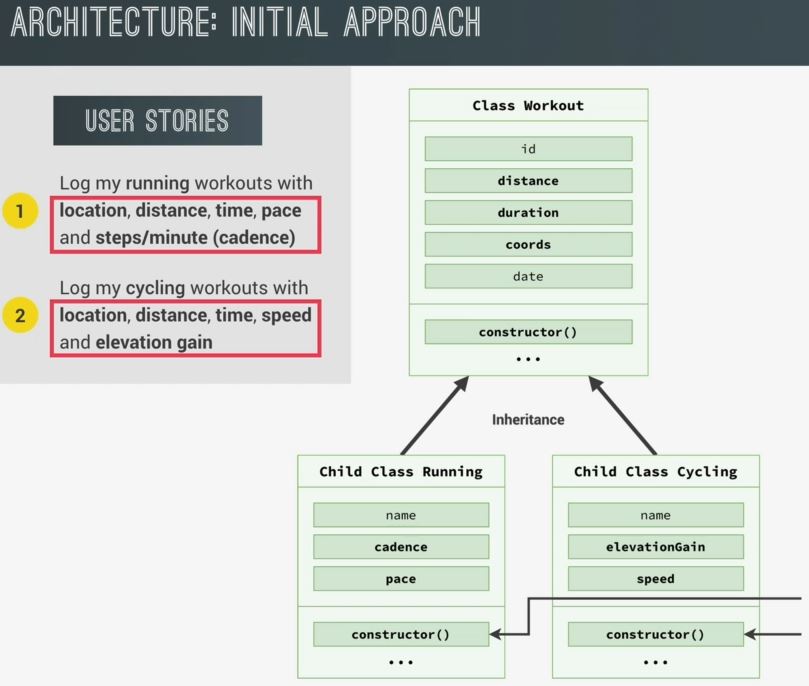 ARCHITECTURE: INITIAL APPROACH
USER STORIES
1
Log my running workouts with
location, distance, time, pace
and steps/minute (cadence)
2
Log my cycling workouts with
location, distance, time, speed
and elevation gain
Class Workout
id
distance
duration
coords
date
constructor()
...
Inheritance
Child Class Running
name
cadence
pace
constructor()
...
Child Class Cycling
name
elevationGain
speed
constructor()
...